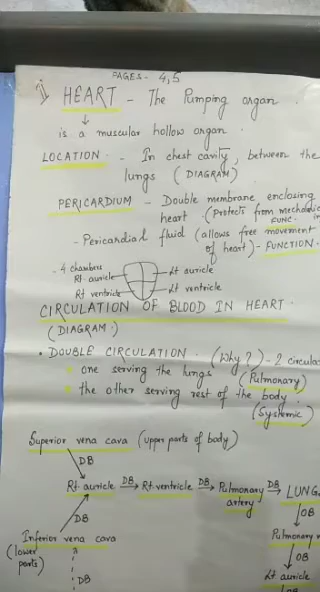 PAGES - 4,5
1) HEART - The Pumping organ.
is a muscular hollow organ.
LOCATION - In chest cavity, between the
lungs (DIAGRAM)
PERICARDIUM - Double membrane enclosing
heart. (Protects from mechanic
FUNC. in
- Pericardial fluid (allows free movement
of heart) - FUNCTION.
- 4 chambers
Rt. auricle Lt auricle
Rt ventricle Lt ventricle
CIRCULATION OF BLOOD IN HEART.
(DIAGRAM.)
• DOUBLE CIRCULATION. (Why?) - 2 circula
one serving the lungs (Pulmonary)
the other serving rest of the body.
(Systemic)
Superior vena cava (upper parts of body)
DB
Rt. auricle DB Rt. ventricle DB Pulmonary artery DB LUNG
DB OB
Inferior vena cava Pulmonary v
(lower parts) OB
DB Lt auricle
OB